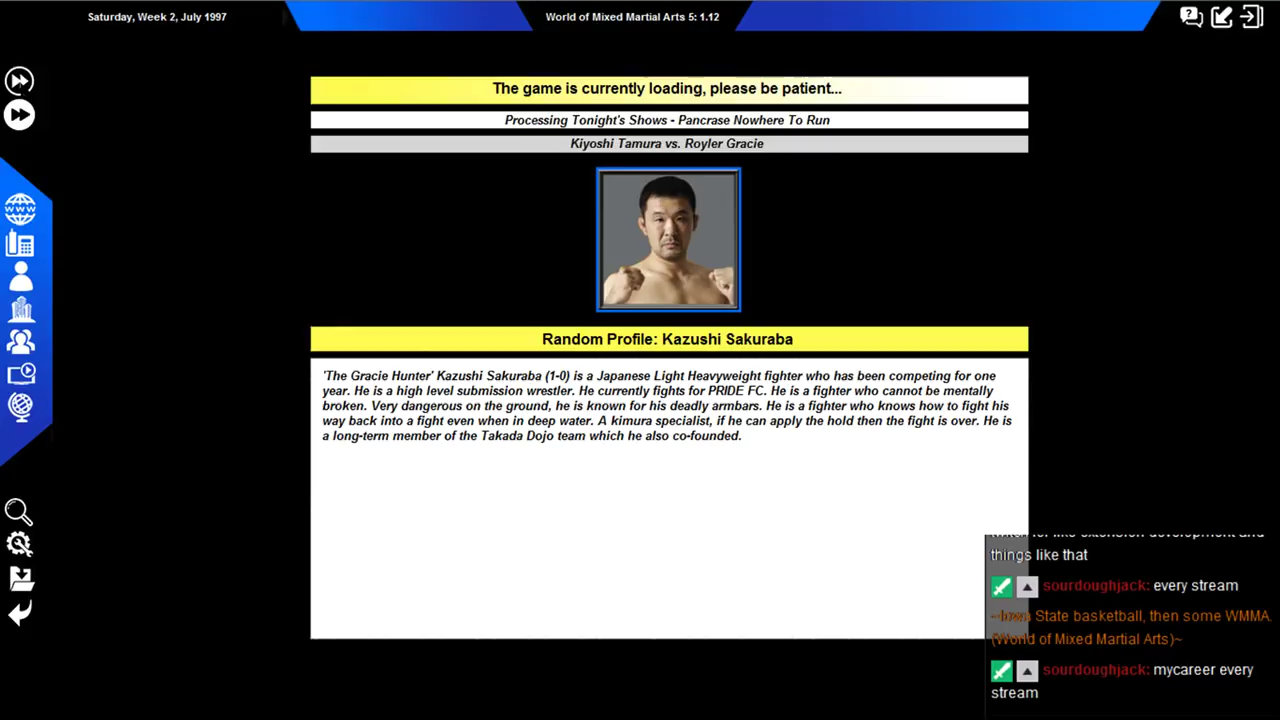 Saturday, Week 2, July 1997
World of Mixed Martial Arts 5: 1.12
The game is currently loading, please be patient...
Processing Tonight's Shows - Pancrase Nowhere To Run
Kiyoshi Tamura vs. Royler Gracie
WWW
Random Profile: Kazushi Sakuraba
'The Gracie Hunter' Kazushi Sakuraba (1-0) is a Japanese Light Heavyweight fighter who has been competing for one
year. He is a high level submission wrestler. He currently fights for PRIDE FC. He is a fighter who cannot be mentally
broken. Very dangerous on the ground, he is known for his deadly armbars. He is a fighter who knows how to fight his
way back into a fight even when in deep water. A kimura specialist, if he can apply the hold then the fight is over. He is
a long-term member of the Takada Dojo team which he also co-founded.
for like extension development and
things like that
sourdoughjack: every stream
~Iowa State basketball, then some WMMA.
(World of Mixed Martial Arts)~
sourdoughjack: mycareer every
stream